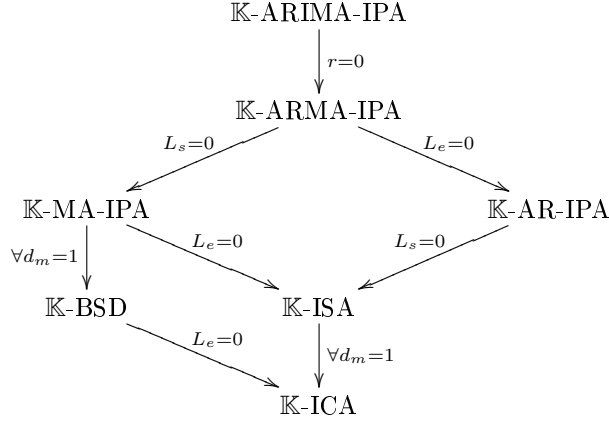 𝕂-ARIMA-IPA
r=0
𝕂-ARMA-IPA
L_s=0 L_e=0
𝕂-MA-IPA 𝕂-AR-IPA
∀d_m=1 L_e=0 L_s=0
𝕂-BSD 𝕂-ISA
L_e=0 ∀d_m=1
𝕂-ICA